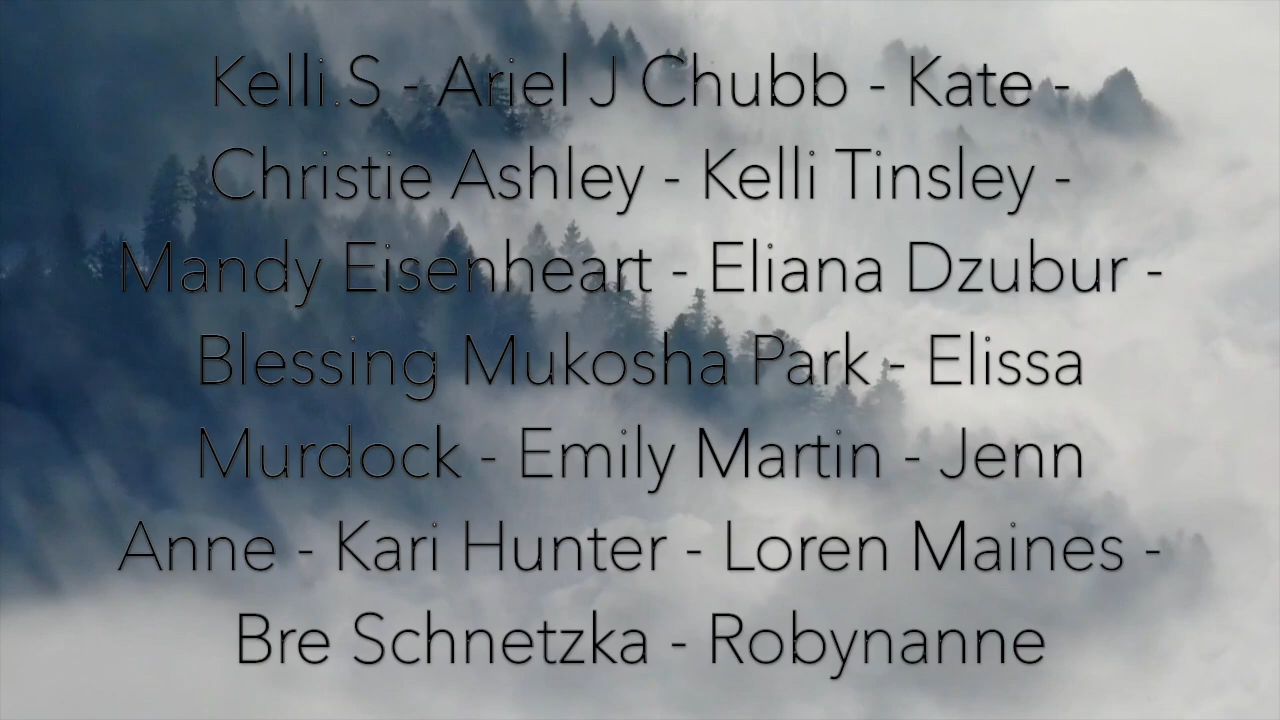 Kelli.S - Ariel J Chubb - Kate -
Christie Ashley - Kelli Tinsley -
Mandy Eisenheart - Eliana Dzubur -
Blessing Mukosha Park - Elissa
Murdock - Emily Martin - Jenn
Anne - Kari Hunter - Loren Maines -
Bre Schnetzka - Robynanne